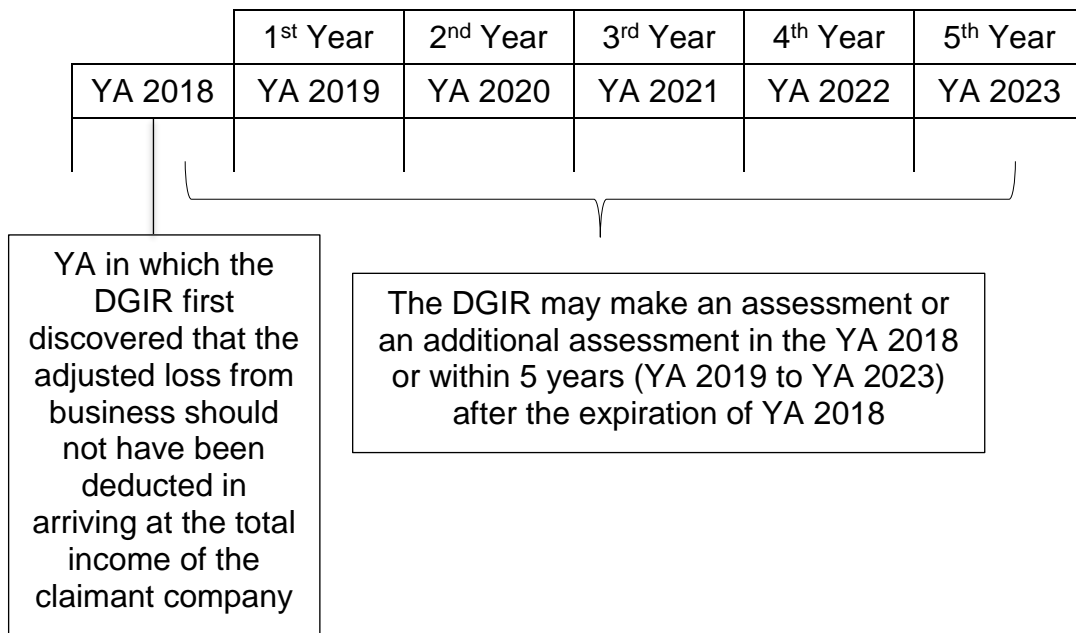 1st Year 2nd Year 3rd Year 4th Year 5th Year
YA 2018 YA 2019 YA 2020 YA 2021 YA 2022 YA 2023
YA in which the
DGIR first
discovered that the
adjusted loss from
business should
not have been
deducted in
arriving at the total
income of the
claimant company
The DGIR may make an assessment or
an additional assessment in the YA 2018
or within 5 years (YA 2019 to YA 2023)
after the expiration of YA 2018